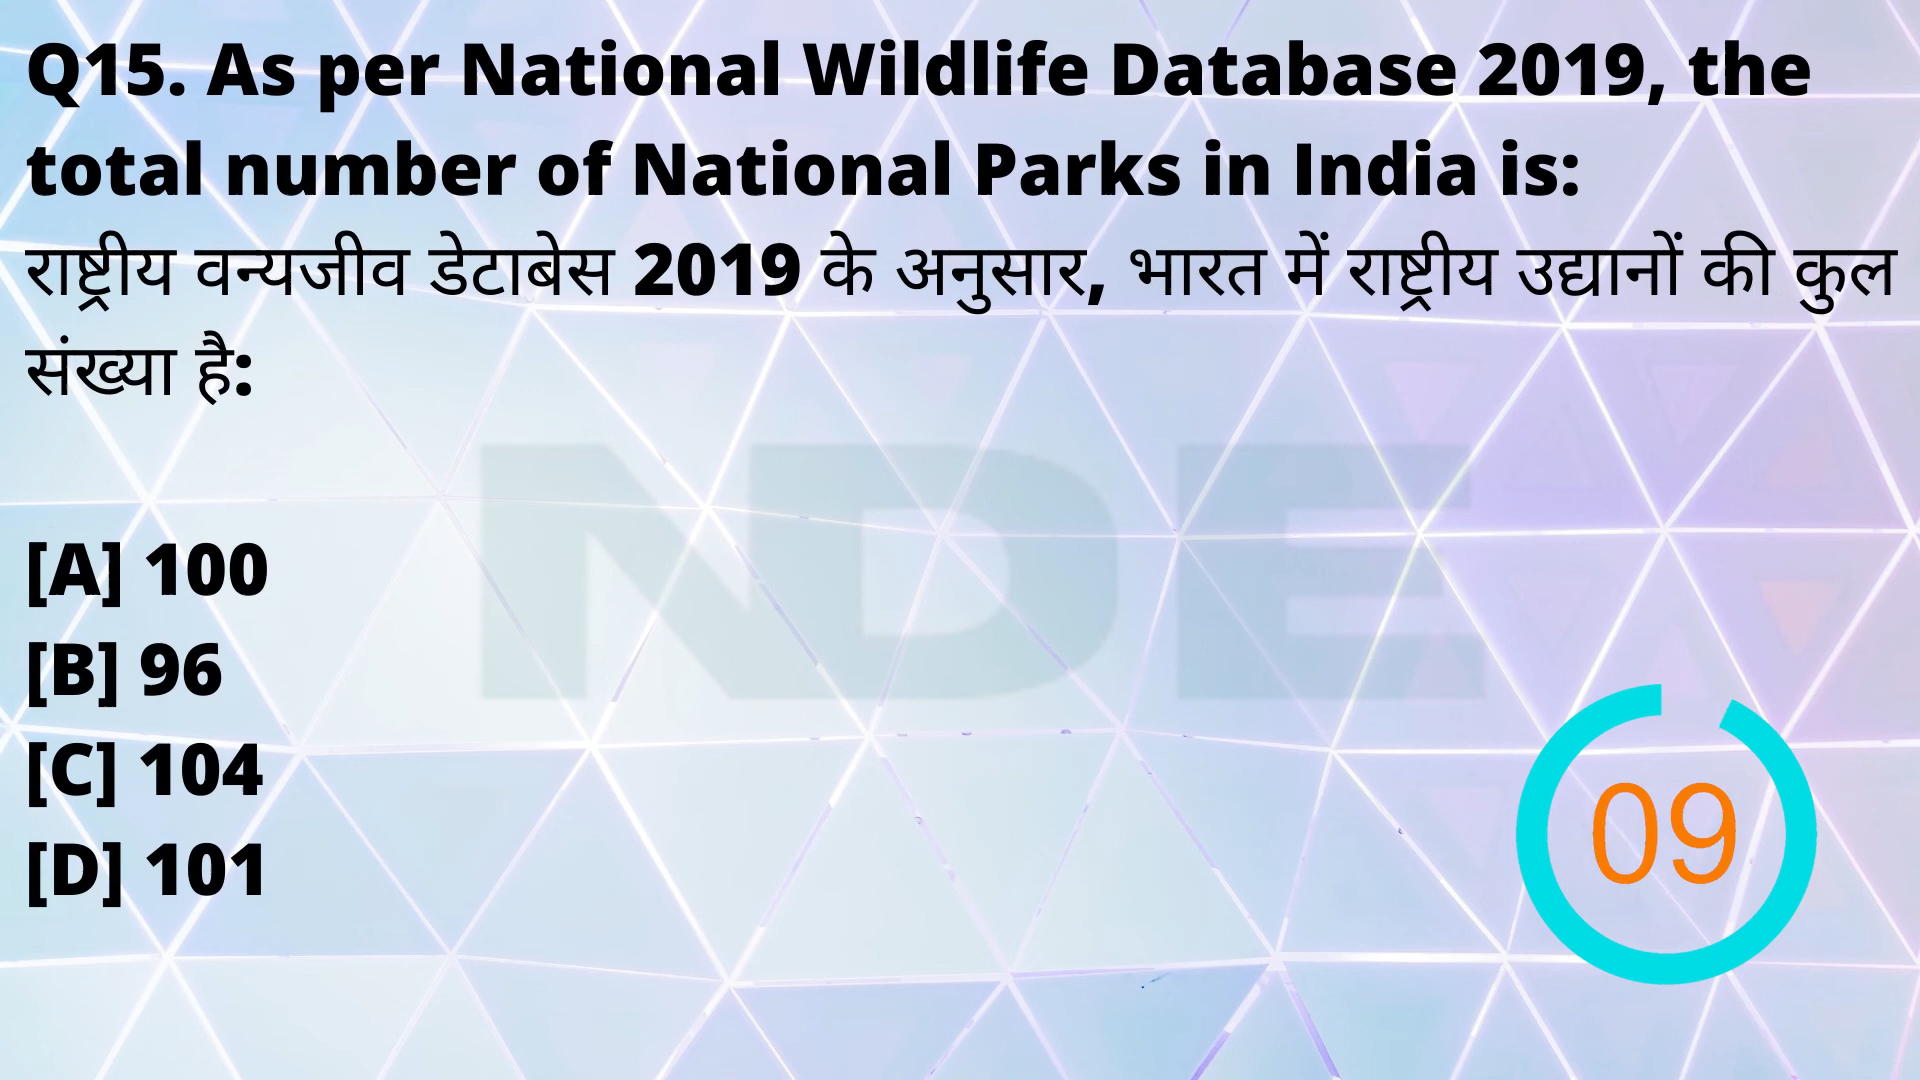 Q15. As per National Wildlife Database 2019, the
total number of National Parks in India is:
राष्ट्रीय वन्यजीव डेटाबेस 2019 के अनुसार, भारत में राष्ट्रीय उद्यानों की कुल
संख्या है:
NDE
[A] 100
[B] 96
[C] 104
[D] 101
09